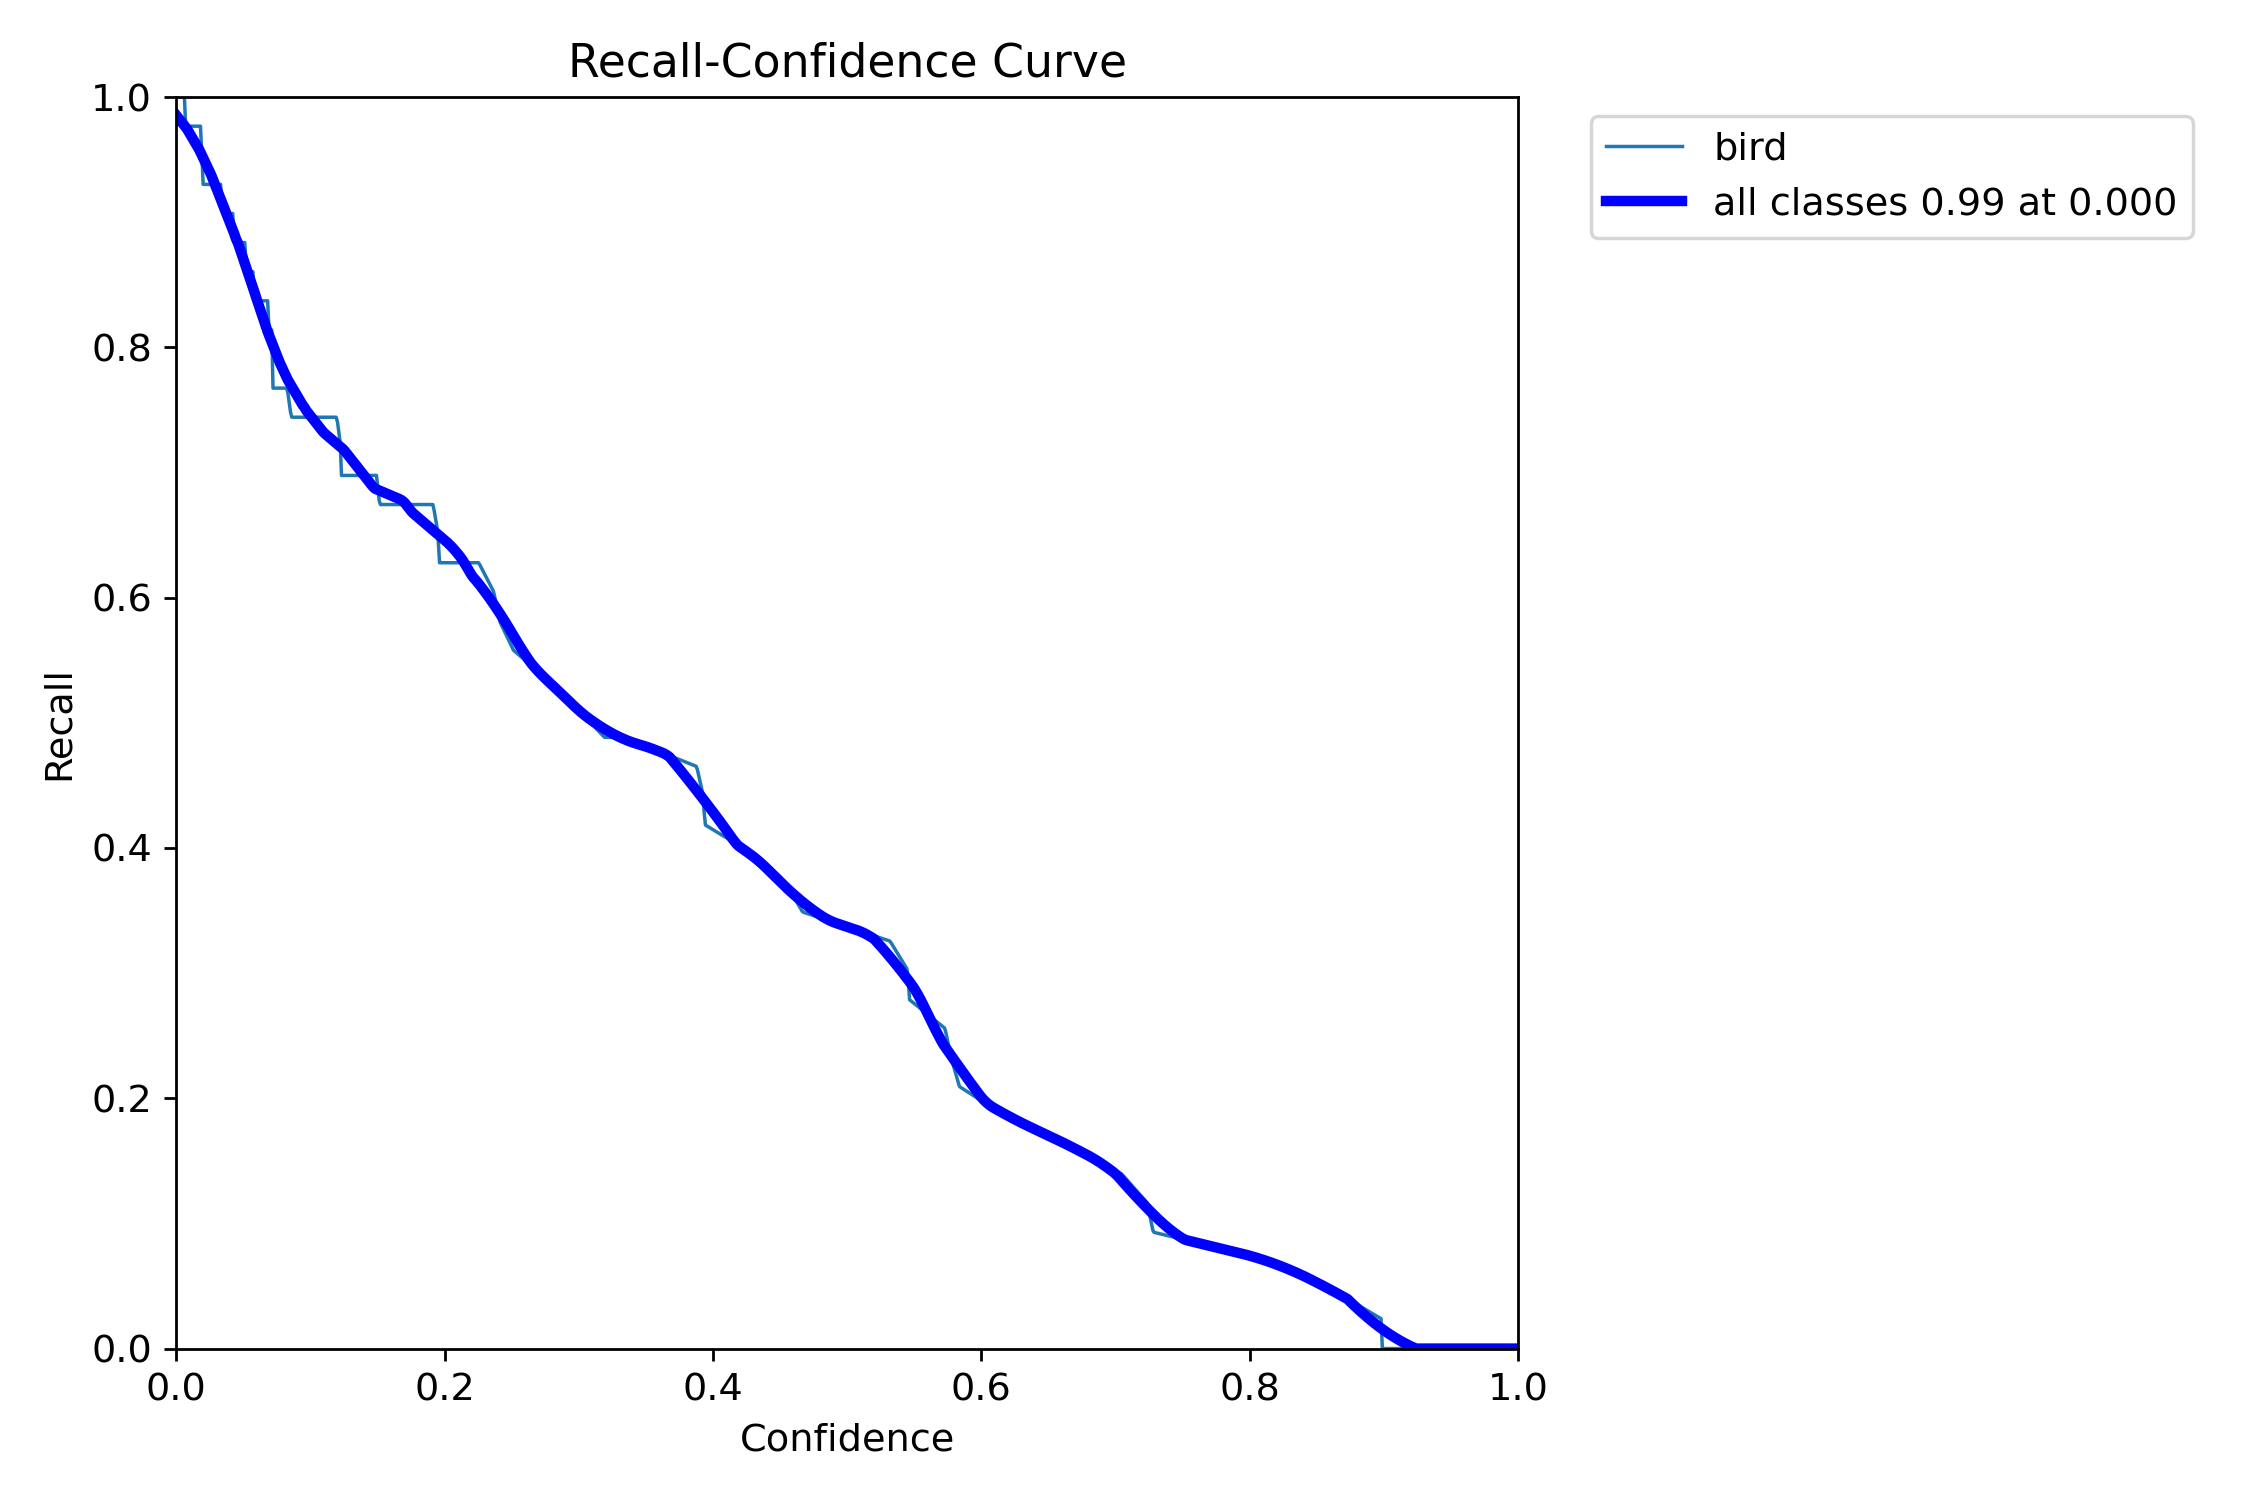 Recall-Confidence Curve
bird
all classes 0.99 at 0.000
1.0
0.8
0.6
0.4
0.2
0.0
Recall
0.0 0.2 0.4 0.6 0.8 1.0
Confidence